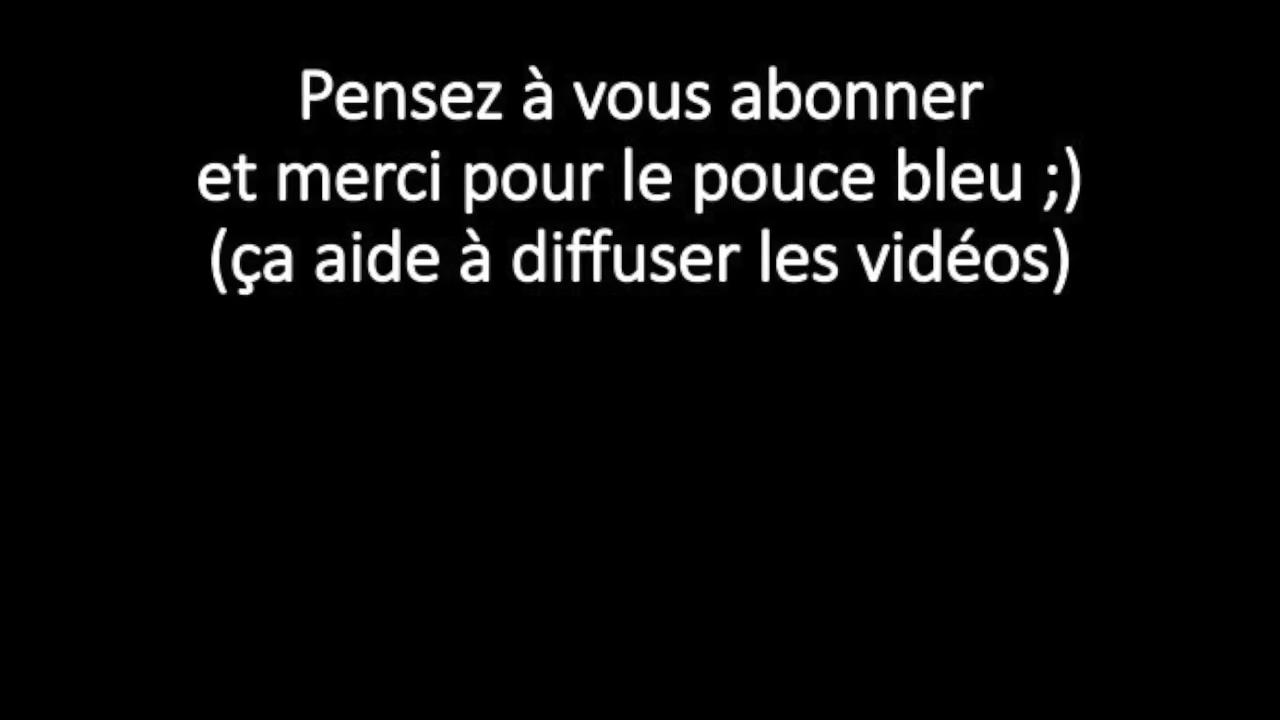 Pensez à vous abonner
et merci pour le pouce bleu ;)
(ça aide à diffuser les vidéos)